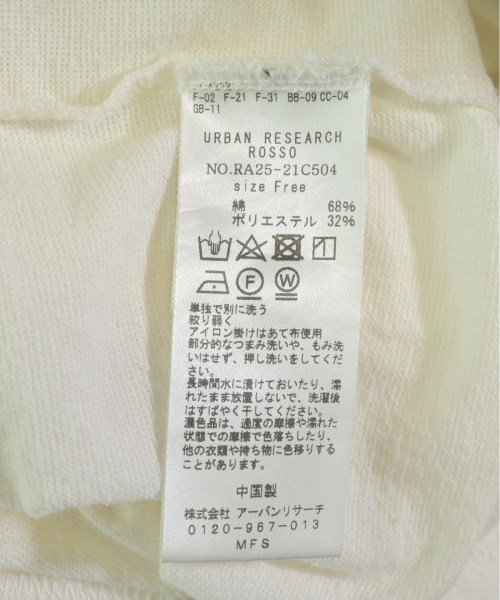 F-02 F-21 F-31 BB-09 CC-04
GB-11
URBAN RESEARCH
ROSSO
NO.RA25-21C504
size Free
綿 68%
ポリエステル 32%
F W
単独で別に洗う
絞り弱く
アイロン掛けはあて布使用
部分的なつまみ洗いや、もみ洗
いはせず、押し洗いをしてくだ
さい。
長時間水に漬けておいたり、濡
れたまま放置しないで、洗濯後
はすばやく干してください。
濃色品は、過度の摩擦や濡れた
状態での摩擦で色落ちしたり、
他の衣類や持ち物に色移りする
ことがあります。
中国製
株式会社 アーバンリサーチ
0120-967-013
MFS